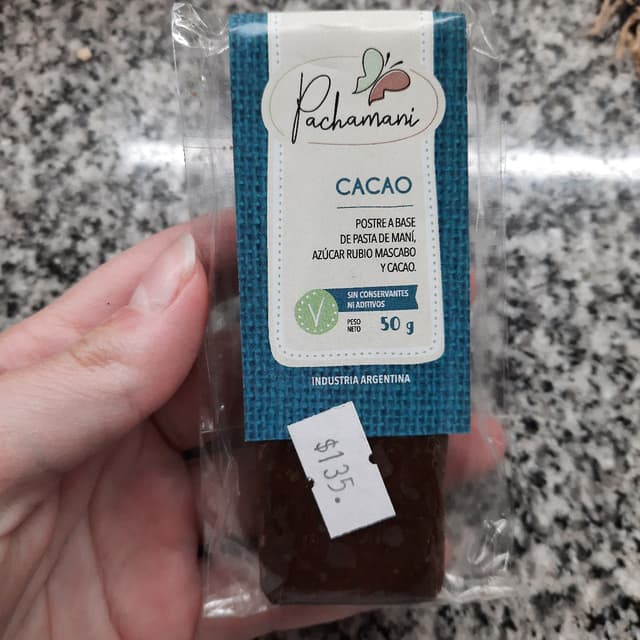 Pachamani
CACAO
POSTRE A BASE
DE PASTA DE MANÍ,
AZÚCAR RUBIO MASCABO
Y CACAO.
V
SIN CONSERVANTES
NI ADITIVOS
PESO
NETO
50 g
INDUSTRIA ARGENTINA
$135.